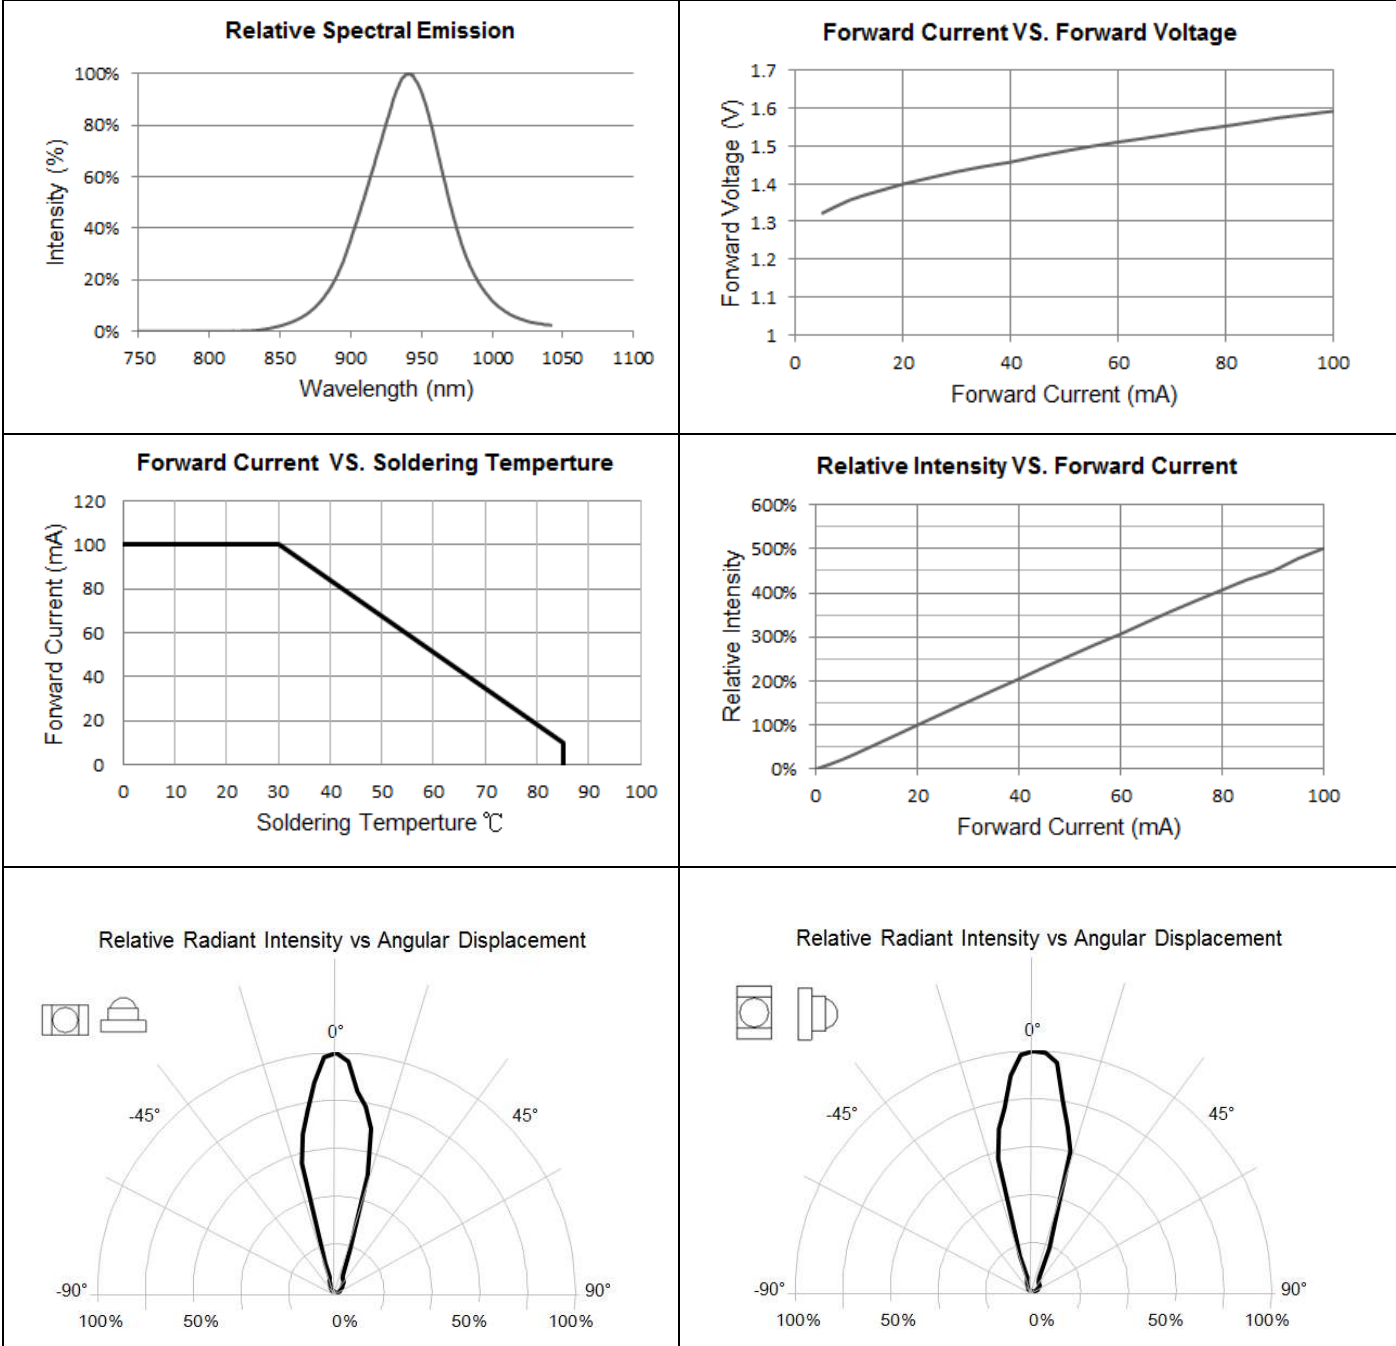 Relative Spectral Emission
100%
80%
60%
40%
20%
0%
Intensity (%)
750 800 850 900 950 1000 1050 1100
Wavelength (nm)
Forward Current VS. Forward Voltage
1.7
1.6
1.5
1.4
1.3
1.2
1.1
1
Forward Voltage (V)
0 20 40 60 80 100
Forward Current (mA)
Forward Current VS. Soldering Temperture
120
100
80
60
40
20
0
Forward Current (mA)
0 10 20 30 40 50 60 70 80 90 100
Soldering Temperture ℃
Relative Intensity VS. Forward Current
600%
500%
400%
300%
200%
100%
0%
Relative Intensity
0 20 40 60 80 100
Forward Current (mA)
Relative Radiant Intensity vs Angular Displacement
0°
-45° 45°
-90° 90°
100% 50% 0% 50% 100%
Relative Radiant Intensity vs Angular Displacement
0°
-45° 45°
-90° 90°
100% 50% 0% 50% 100%